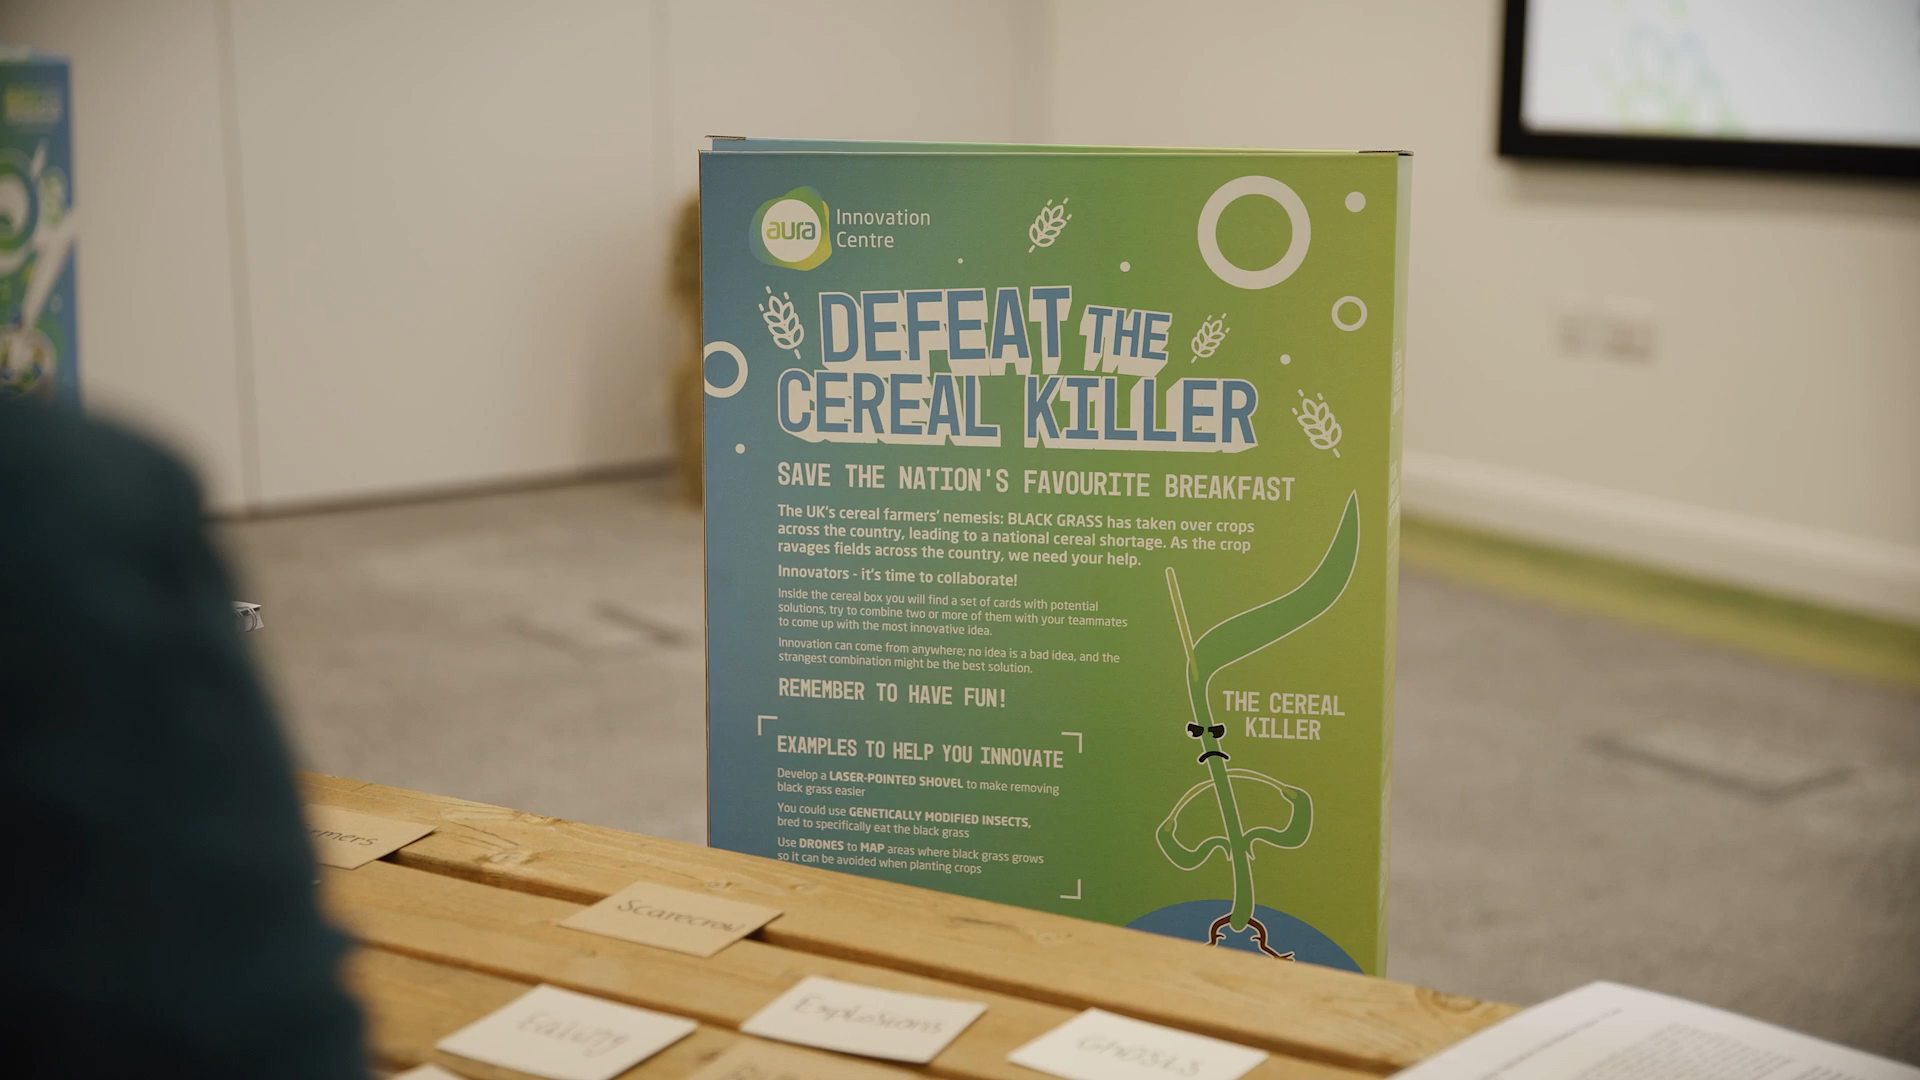 aura Innovation
Centre
DEFEAT THE
CEREAL KILLER
SAVE THE NATION'S FAVOURITE BREAKFAST
The UK's cereal farmers' nemesis: BLACK GRASS has taken over crops
across the country, leading to a national cereal shortage. As the crop
ravages fields across the country, we need your help.
Innovators - it's time to collaborate!
Inside the cereal box you will find a set of cards with potential
solutions, try to combine two or more of them with your teammates
to come up with the most innovative idea.
Innovation can come from anywhere; no idea is a bad idea, and the
strangest combination might be the best solution.
REMEMBER TO HAVE FUN!
THE CEREAL
KILLER
EXAMPLES TO HELP YOU INNOVATE
Develop a LASER-POINTED SHOVEL to make removing
black grass easier
You could use GENETICALLY MODIFIED INSECTS,
bred to specifically eat the black grass
Use DRONES to MAP areas where black grass grows
so it can be avoided when planting crops
Scarecrow
Explosions
Ghosts